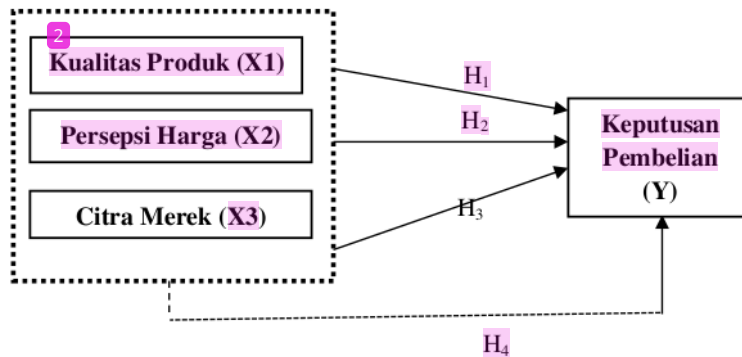 2
Kualitas Produk (X1)
H₁
Persepsi Harga (X2)
H₂
Keputusan
Pembelian
(Y)
Citra Merek (X3)
H₃
H₄